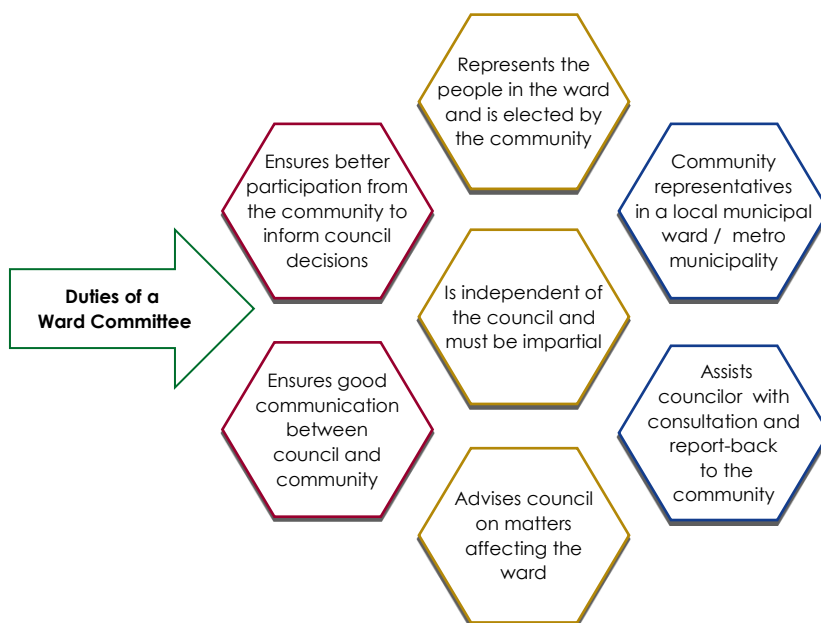 Duties of a
Ward Committee
Ensures better
participation from
the community to
inform council
decisions
Ensures good
communication
between
council and
community
Represents the
people in the ward
and is elected by
the community
Is independent of
the council and
must be impartial
Advises council
on matters
affecting the
ward
Community
representatives
in a local municipal
ward / metro
municipality
Assists
councilor with
consultation and
report-back
to the
community